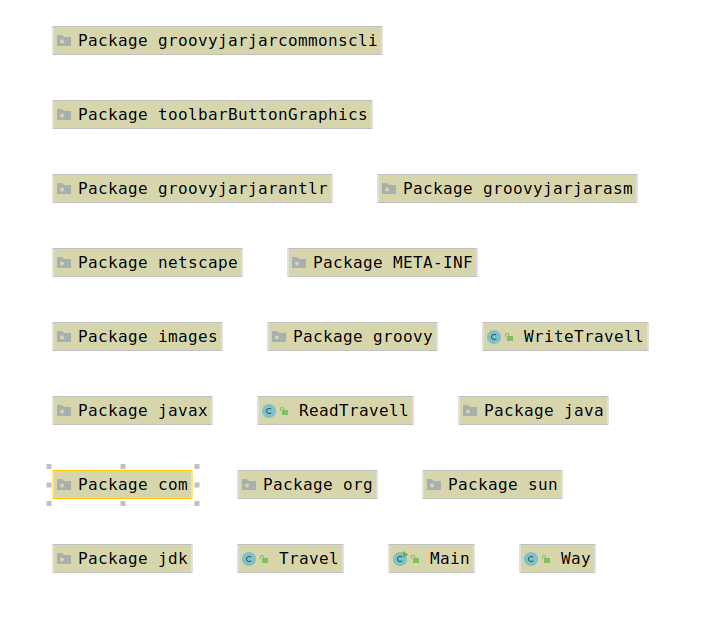 Package groovyjarjarcommonscli
Package toolbarButtonGraphics
Package groovyjarjarantlr Package groovyjarjarasm
Package netscape Package META-INF
Package images Package groovy C WriteTravell
Package javax C ReadTravell Package java
Package com Package org Package sun
Package jdk C Travel C Main C Way